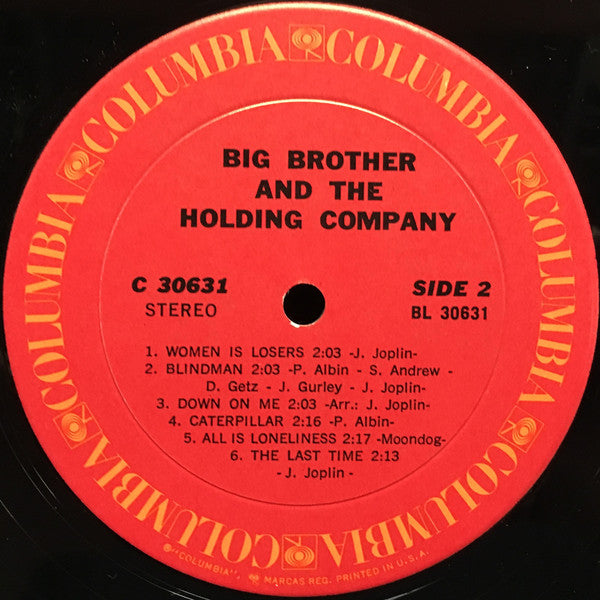 COLUMBIA COLUMBIA COLUMBIA COLUMBIA COLUMBIA COLUMBIA COLUMBIA
BIG BROTHER
AND THE
HOLDING COMPANY
C 30631
STEREO
SIDE 2
BL 30631
1. WOMEN IS LOSERS 2:03 -J. Joplin-
2. BLINDMAN 2:03 -P. Albin - S. Andrew -
D. Getz - J. Gurley - J. Joplin-
3. DOWN ON ME 2:03 -Arr.: J. Joplin-
4. CATERPILLAR 2:16 -P. Albin-
5. ALL IS LONELINESS 2:17 -Moondog-
6. THE LAST TIME 2:13
- J. Joplin -
℗"COLUMBIA", MARCAS REG. PRINTED IN U.S.A.